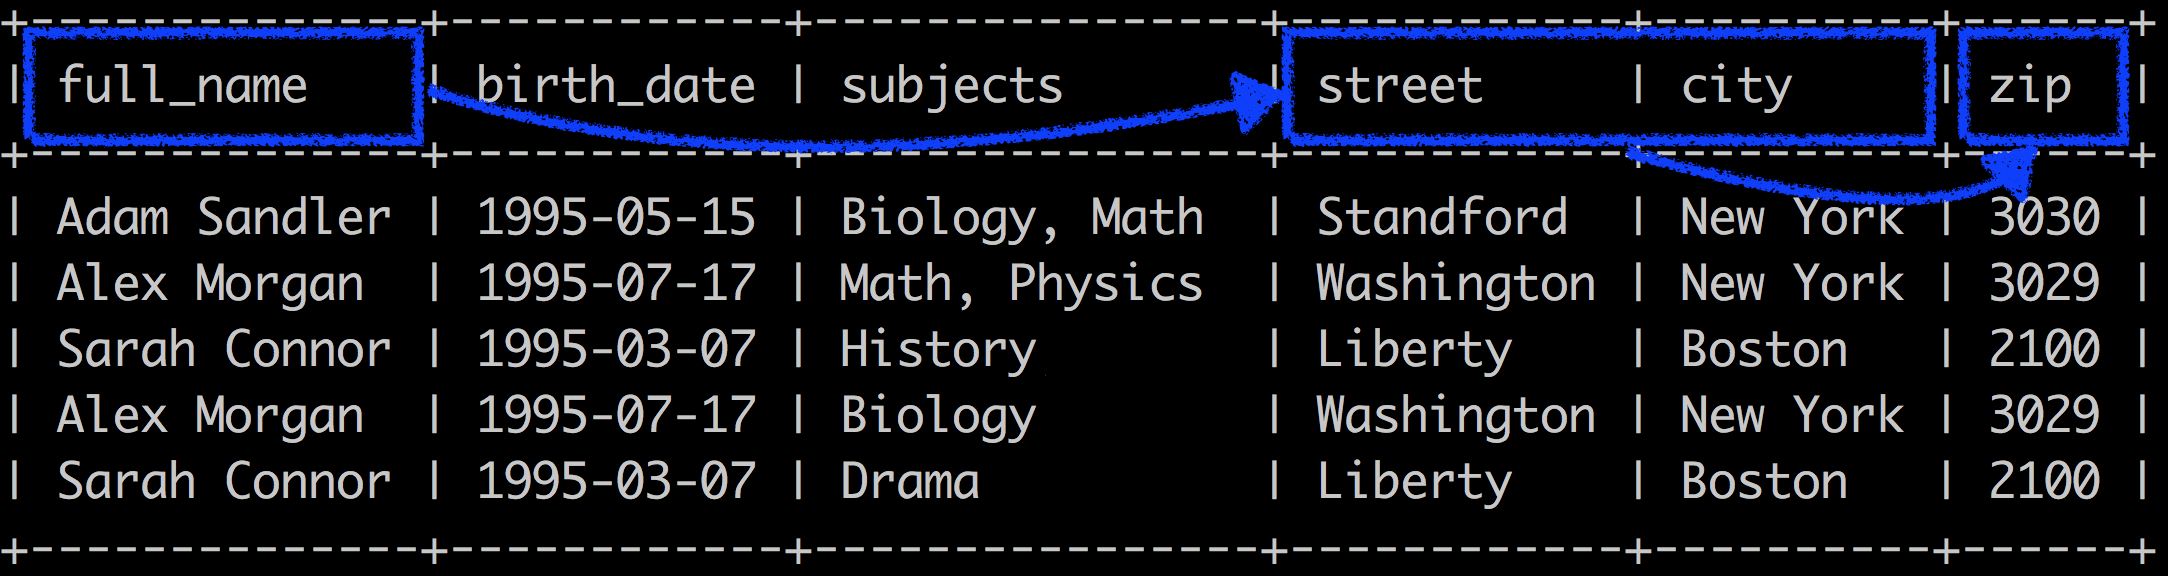 | full_name | birth_date | subjects | street | city | zip |
| Adam Sandler | 1995-05-15 | Biology, Math | Standford | New York | 3030 |
| Alex Morgan | 1995-07-17 | Math, Physics | Washington | New York | 3029 |
| Sarah Connor | 1995-03-07 | History | Liberty | Boston | 2100 |
| Alex Morgan | 1995-07-17 | Biology | Washington | New York | 3029 |
| Sarah Connor | 1995-03-07 | Drama | Liberty | Boston | 2100 |